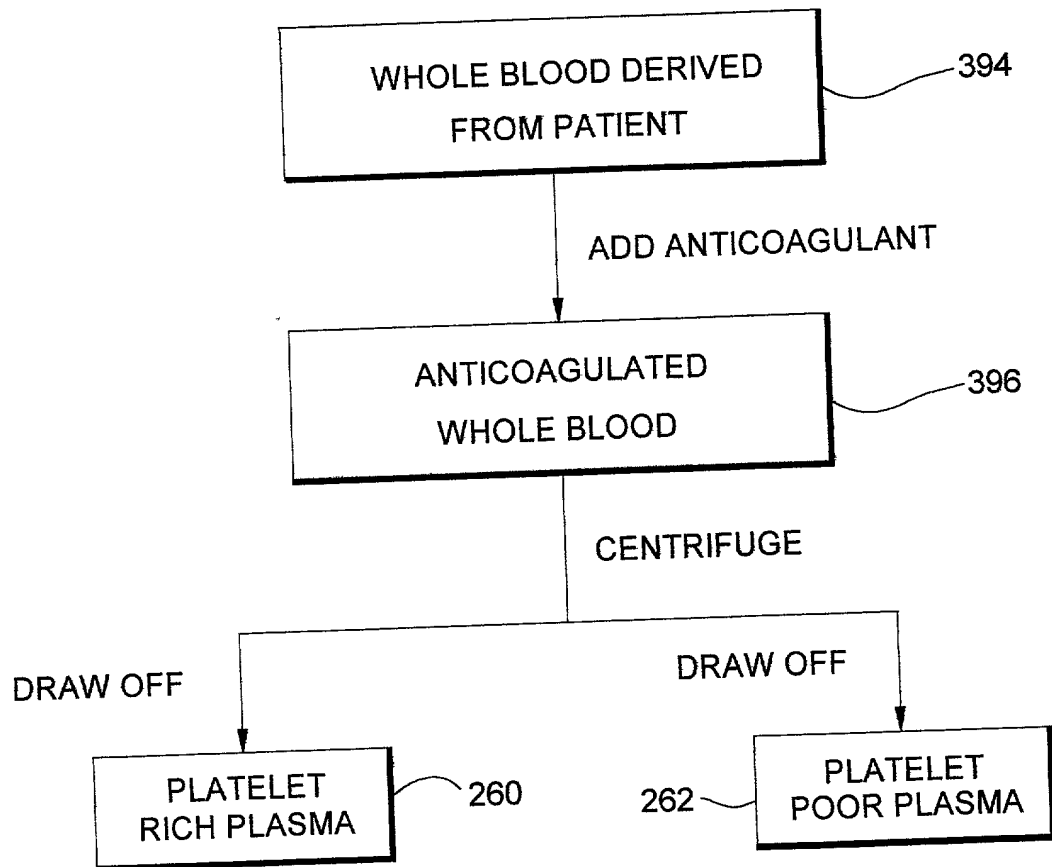 WHOLE BLOOD DERIVED
FROM PATIENT
394
ADD ANTICOAGULANT
ANTICOAGULATED
WHOLE BLOOD
396
CENTRIFUGE
DRAW OFF
DRAW OFF
PLATELET
RICH PLASMA
260
262
PLATELET
POOR PLASMA